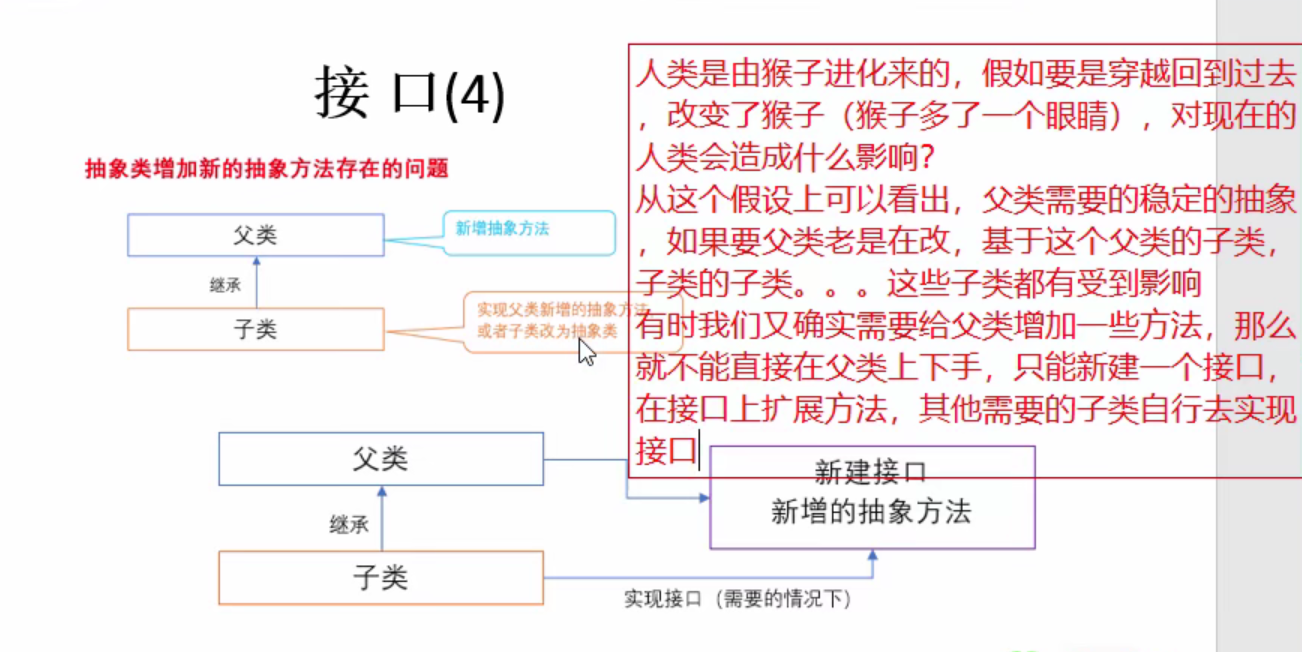 接 口(4)
抽象类增加新的抽象方法存在的问题
父类
新增抽象方法
继承
子类
实现父类新增的抽象方法
或者子类改为抽象类
人类是由猴子进化来的，假如要是穿越回到过去
，改变了猴子（猴子多了一个眼睛），对现在的
人类会造成什么影响？
从这个假设上可以看出，父类需要的稳定的抽象
，如果要父类老是在改，基于这个父类的子类，
子类的子类。。。这些子类都有受到影响
有时我们又确实需要给父类增加一些方法，那么
就不能直接在父类上下手，只能新建一个接口，
在接口上扩展方法，其他需要的子类自行去实现
接口
父类
新建接口
新增的抽象方法
继承
子类
实现接口（需要的情况下）